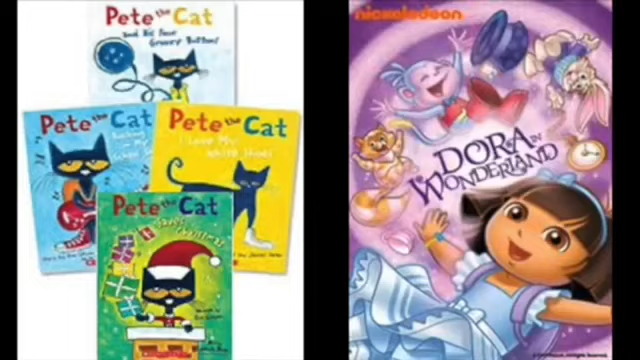 Pete the Cat
and His Four
Groovy Buttons
Pete the Cat
Rocking
in My
School Shoes
Pete the Cat
I Love My
White Shoes
Pete the Cat
Saves Christmas
nickelodeon
DORA IN
WONDERLAND